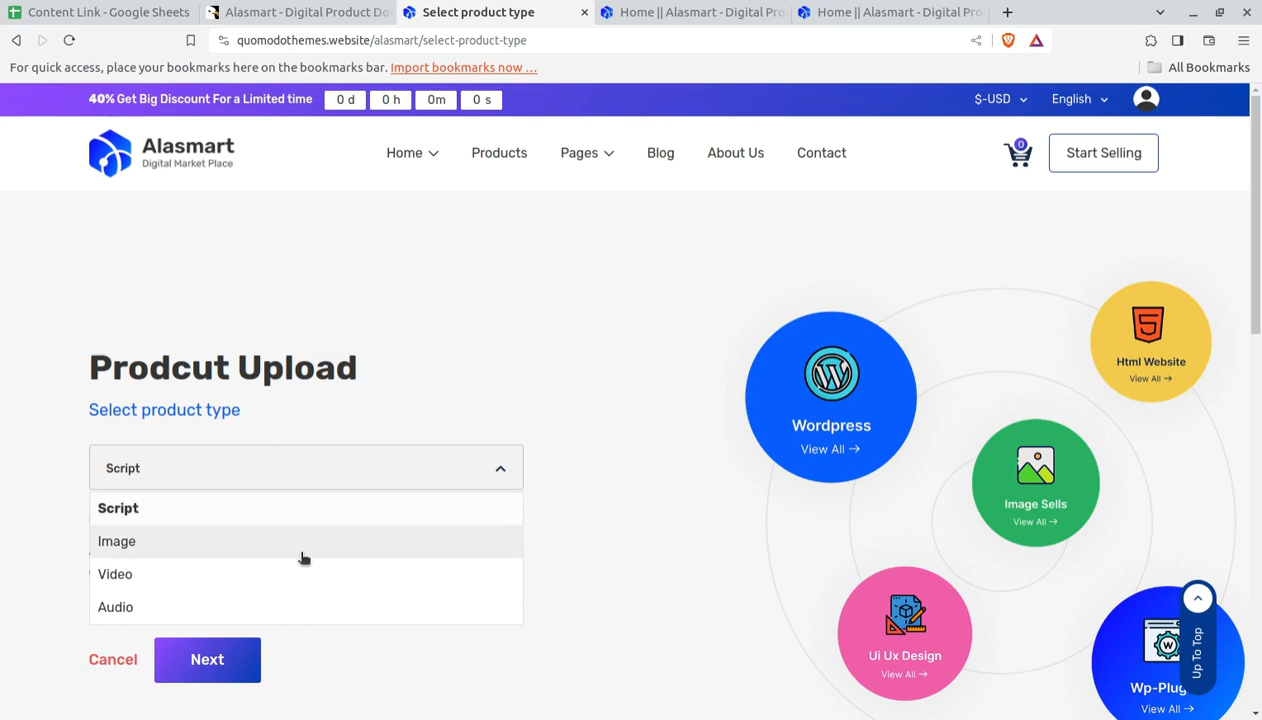 Content Link - Google Sheets
Alasmart - Digital Product Do
Select product type
Home || Alasmart - Digital Pro
Home || Alasmart - Digital Pro
quomodothemes.website/alasmart/select-product-type
For quick access, place your bookmarks here on the bookmarks bar. Import bookmarks now ...
All Bookmarks
40% Get Big Discount For a Limited time
0 d
0 h
0m
0 s
$-USD
English
Alasmart
Digital Market Place
Home
Products
Pages
Blog
About Us
Contact
0
Start Selling
Prodcut Upload
Select product type
Script
Script
Image
Video
Audio
Cancel
Next
Wordpress
View All →
Html Website
View All →
Image Sells
View All →
Ui Ux Design
View All →
Wp-Plug
View All →
Up To Top